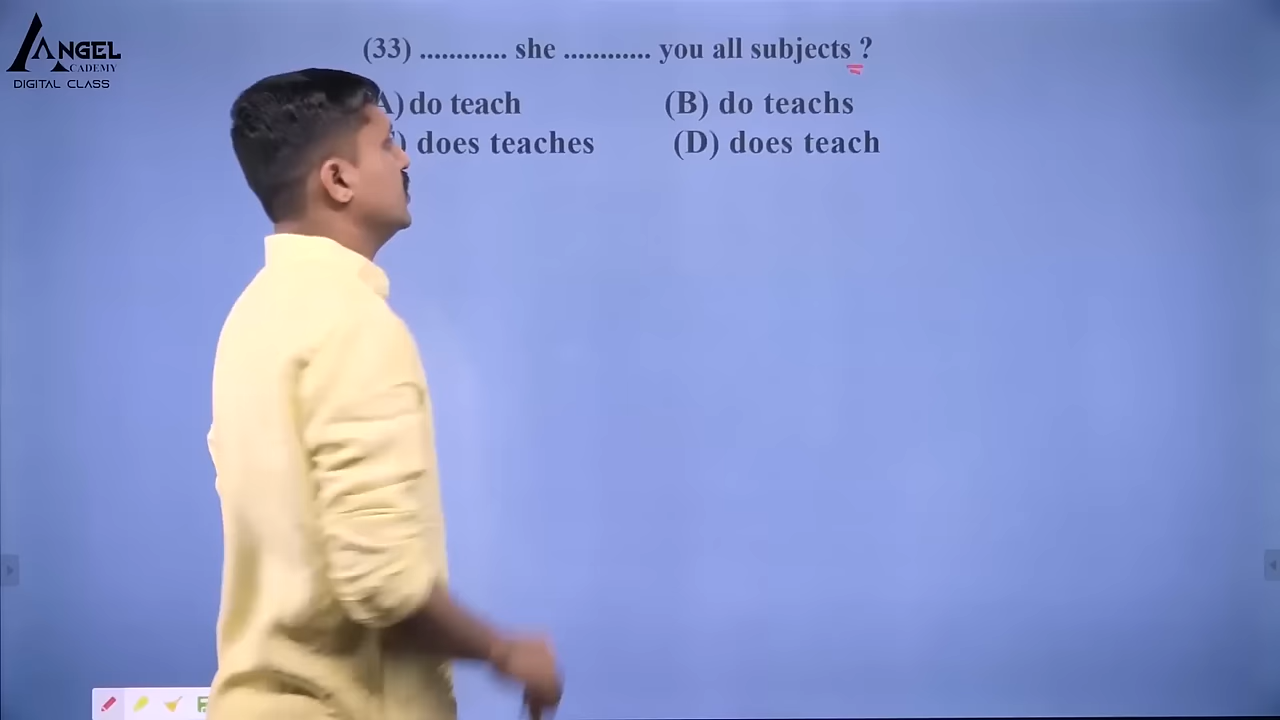 ANGEL
ACADEMY
DIGITAL CLASS
(33) ............ she ............ you all subjects ?
A) do teach (B) do teachs
) does teaches (D) does teach